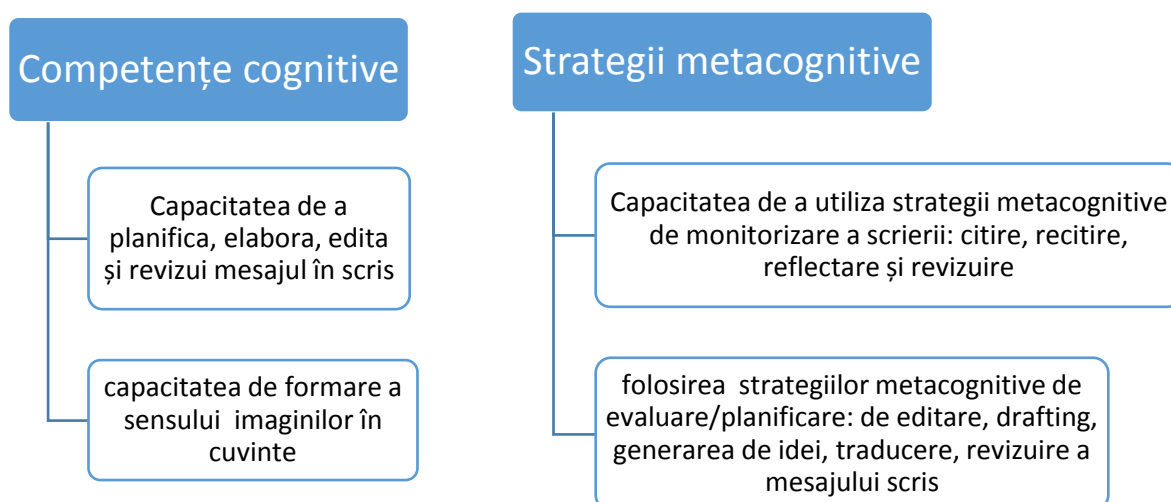 Competențe cognitive
Capacitatea de a
planifica, elabora, edita
și revizui mesajul în scris
capacitatea de formare a
sensului imaginilor în
cuvinte
Strategii metacognitive
Capacitatea de a utiliza strategii metacognitive
de monitorizare a scrierii: citire, recitire,
reflectare și revizuire
folosirea strategiilor metacognitive de
evaluare/planificare: de editare, drafting,
generarea de idei, traducere, revizuire a
mesajului scris